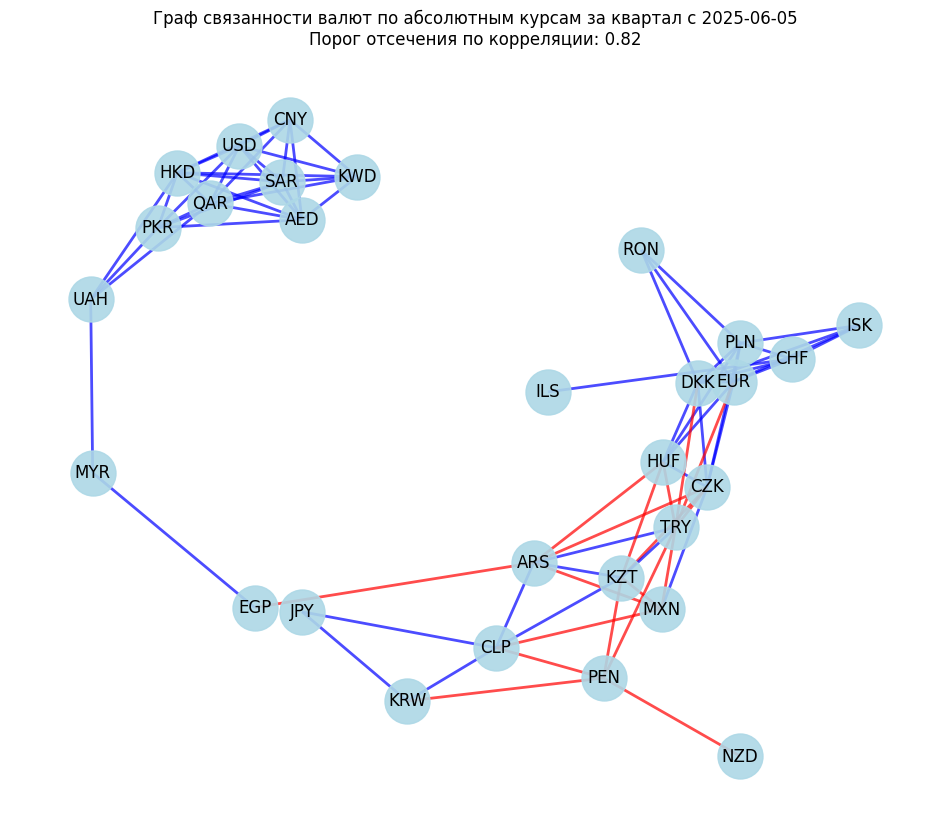 Граф связанности валют по абсолютным курсам за квартал с 2025-06-05
Порог отсечения по корреляции: 0.82
CNY
USD
HKD
SAR
KWD
QAR
AED
PKR
RON
UAH
ISK
PLN
CHF
DKK
EUR
ILS
HUF
MYR
CZK
TRY
ARS
KZT
EGP
JPY
MXN
CLP
PEN
KRW
NZD